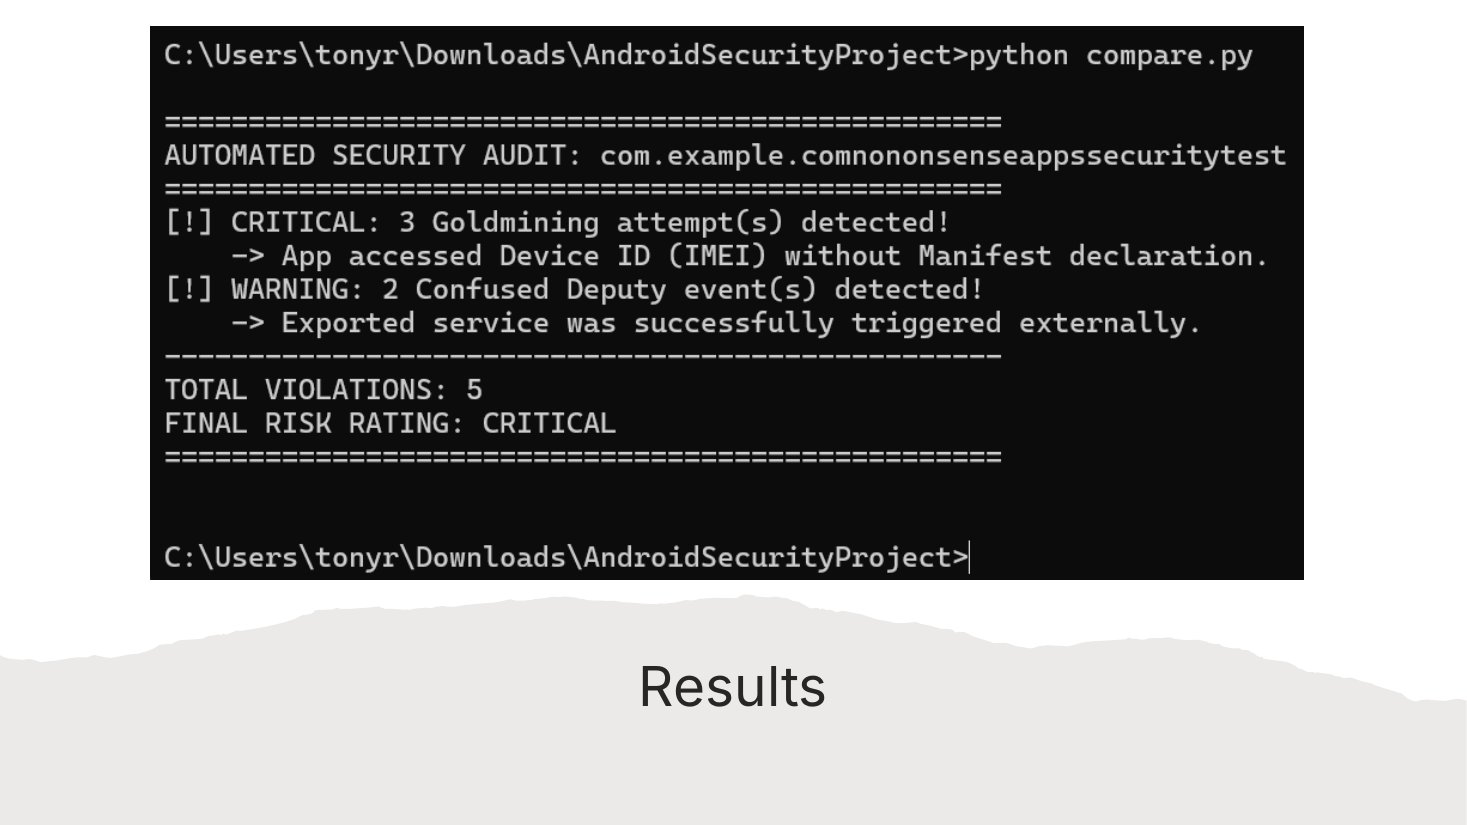 C:\Users\tonyr\Downloads\AndroidSecurityProject>python compare.py
==================================================
AUTOMATED SECURITY AUDIT: com.example.comnononsenseappssecuritytest
==================================================
[!] CRITICAL: 3 Goldmining attempt(s) detected!
    -> App accessed Device ID (IMEI) without Manifest declaration.
[!] WARNING: 2 Confused Deputy event(s) detected!
    -> Exported service was successfully triggered externally.
--------------------------------------------------
TOTAL VIOLATIONS: 5
FINAL RISK RATING: CRITICAL
==================================================
C:\Users\tonyr\Downloads\AndroidSecurityProject>
Results